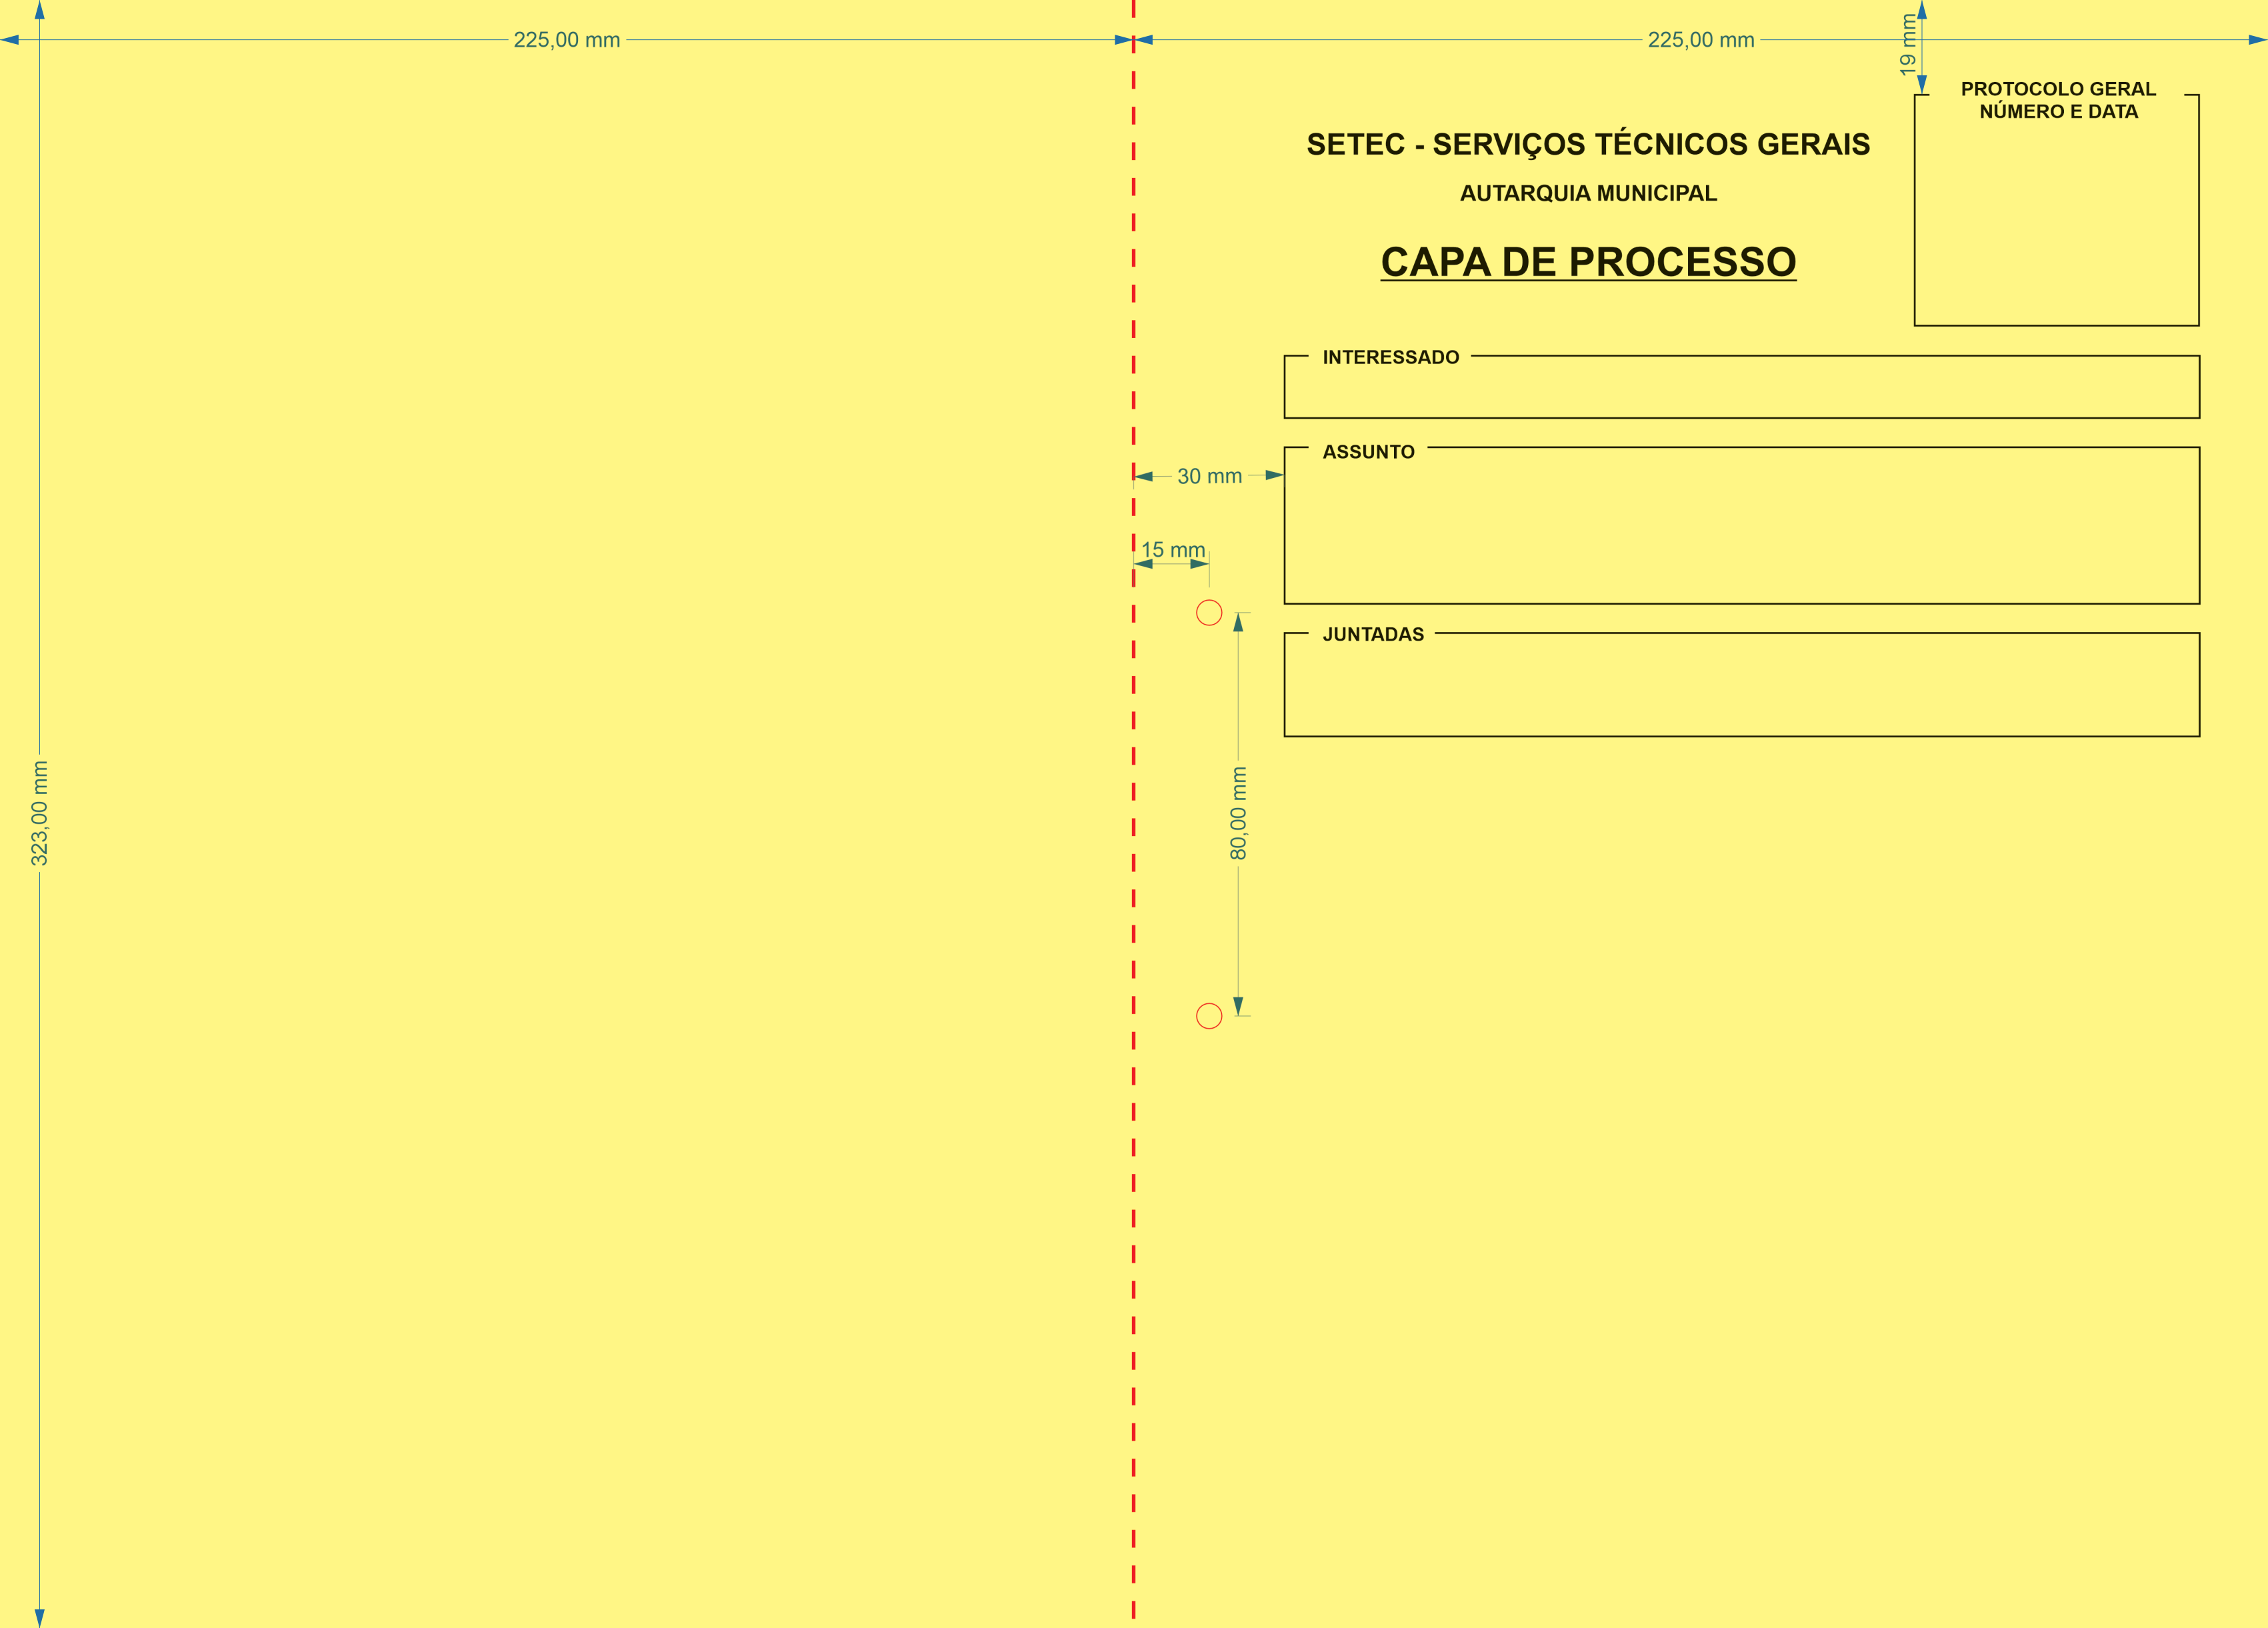 225,00 mm
225,00 mm
19 mm
PROTOCOLO GERAL
NÚMERO E DATA
SETEC - SERVIÇOS TÉCNICOS GERAIS
AUTARQUIA MUNICIPAL
CAPA DE PROCESSO
INTERESSADO
ASSUNTO
30 mm
15 mm
JUNTADAS
80,00 mm
323,00 mm